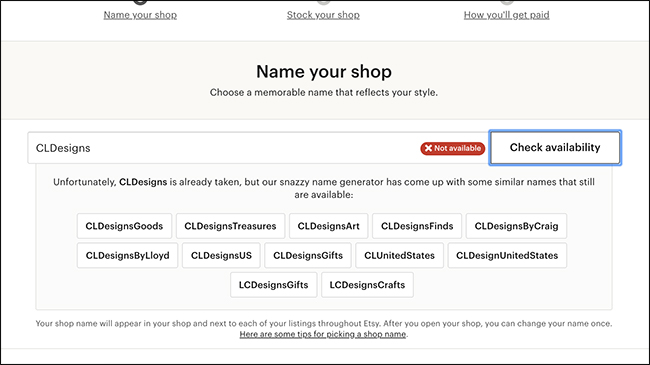 Name your shop
Stock your shop
How you'll get paid
Name your shop
Choose a memorable name that reflects your style.
CLDesigns
Not available
Check availability
Unfortunately, CLDesigns is already taken, but our snazzy name generator has come up with some similar names that still
are available:
CLDesignsGoods
CLDesignsTreasures
CLDesignsArt
CLDesignsFinds
CLDesignsByCraig
CLDesignsByLloyd
CLDesignsUS
CLDesignsGifts
CLUnitedStates
CLDesignUnitedStates
LCDesignsGifts
LCDesignsCrafts
Your shop name will appear in your shop and next to each of your listings throughout Etsy. After you open your shop, you can change your name once.
Here are some tips for picking a shop name.